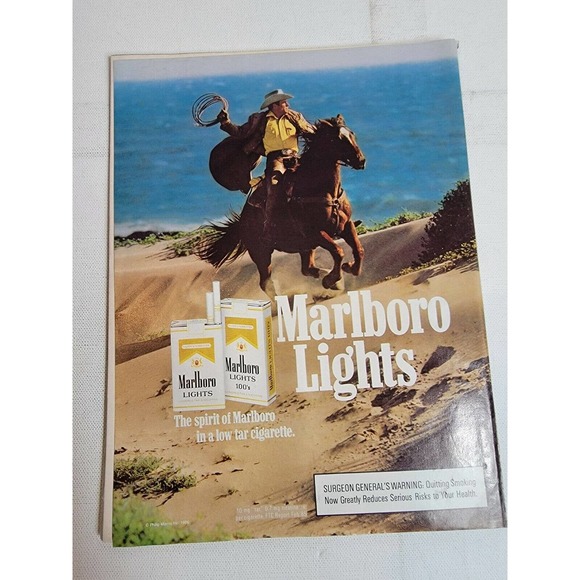 Marlboro
Lights
Marlboro
LIGHTS
Marlboro
LIGHTS
100's
The spirit of Marlboro
in a low tar cigarette.
SURGEON GENERAL'S WARNING: Quitting Smoking
Now Greatly Reduces Serious Risks to Your Health.